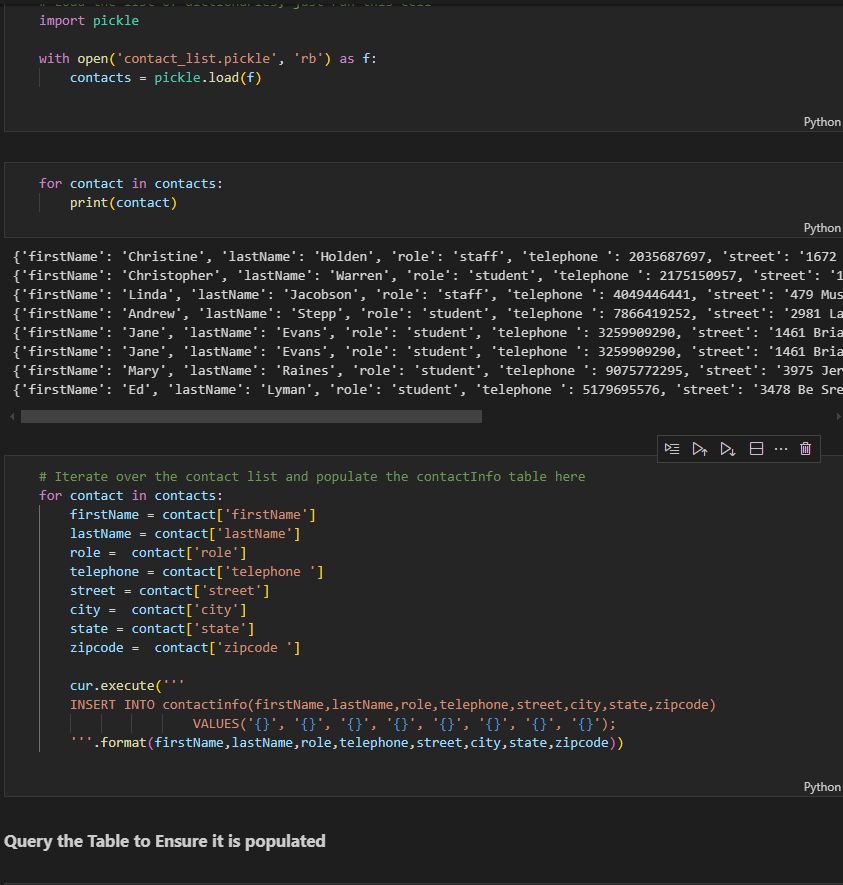 # Load the list of dictionaries, just run this cell
import pickle
with open('contact_list.pickle', 'rb') as f:
    contacts = pickle.load(f)
Python
for contact in contacts:
    print(contact)
Python
{'firstName': 'Christine', 'lastName': 'Holden', 'role': 'staff', 'telephone ': 2035687697, 'street': '1672
{'firstName': 'Christopher', 'lastName': 'Warren', 'role': 'student', 'telephone ': 2175150957, 'street': '1
{'firstName': 'Linda', 'lastName': 'Jacobson', 'role': 'staff', 'telephone ': 4049446441, 'street': '479 Mus
{'firstName': 'Andrew', 'lastName': 'Stepp', 'role': 'student', 'telephone ': 7866419252, 'street': '2981 La
{'firstName': 'Jane', 'lastName': 'Evans', 'role': 'student', 'telephone ': 3259909290, 'street': '1461 Bria
{'firstName': 'Jane', 'lastName': 'Evans', 'role': 'student', 'telephone ': 3259909290, 'street': '1461 Bria
{'firstName': 'Mary', 'lastName': 'Raines', 'role': 'student', 'telephone ': 9075772295, 'street': '3975 Jer
{'firstName': 'Ed', 'lastName': 'Lyman', 'role': 'student', 'telephone ': 5179695576, 'street': '3478 Be Sre
# Iterate over the contact list and populate the contactInfo table here
for contact in contacts:
    firstName = contact['firstName']
    lastName = contact['lastName']
    role =  contact['role']
    telephone = contact['telephone ']
    street = contact['street']
    city =  contact['city']
    state = contact['state']
    zipcode =  contact['zipcode ']
    cur.execute('''
    INSERT INTO contactinfo(firstName,lastName,role,telephone,street,city,state,zipcode)
                    VALUES('{}', '{}', '{}', '{}', '{}', '{}', '{}', '{}');
    '''.format(firstName,lastName,role,telephone,street,city,state,zipcode))
Python
Query the Table to Ensure it is populated